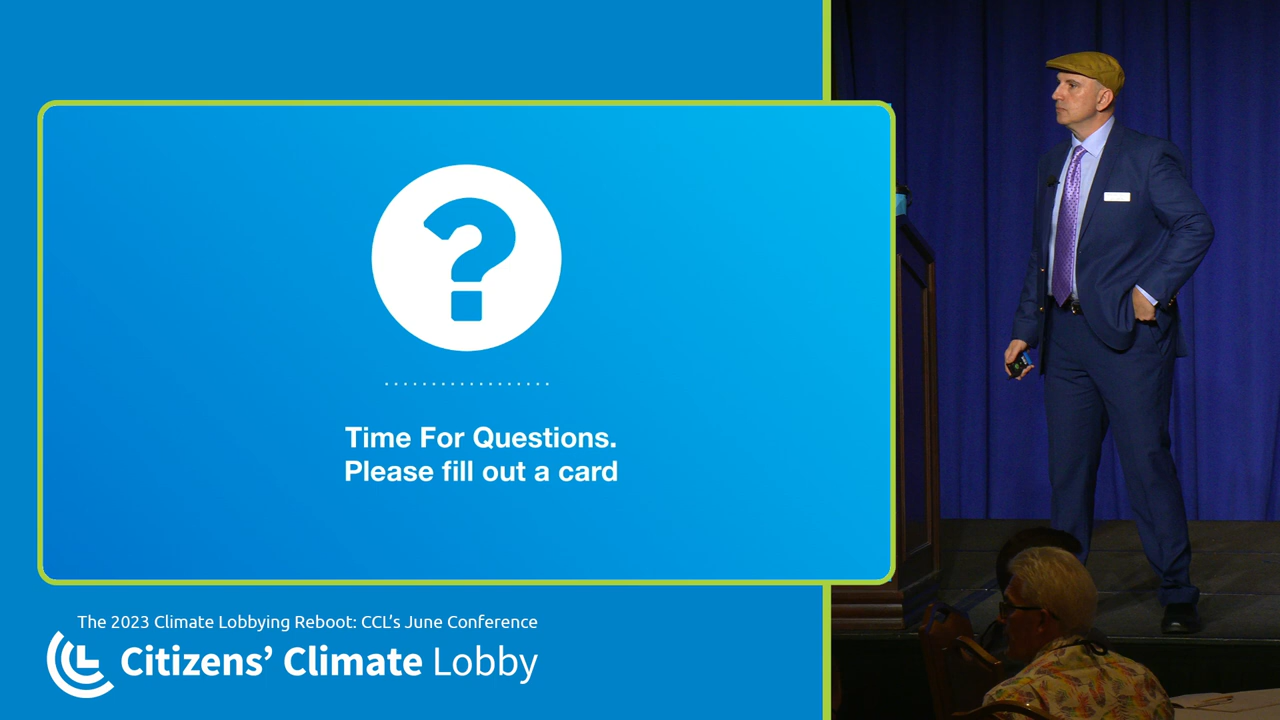 ?
Time For Questions.
Please fill out a card
The 2023 Climate Lobbying Reboot: CCL's June Conference
Citizens' Climate Lobby